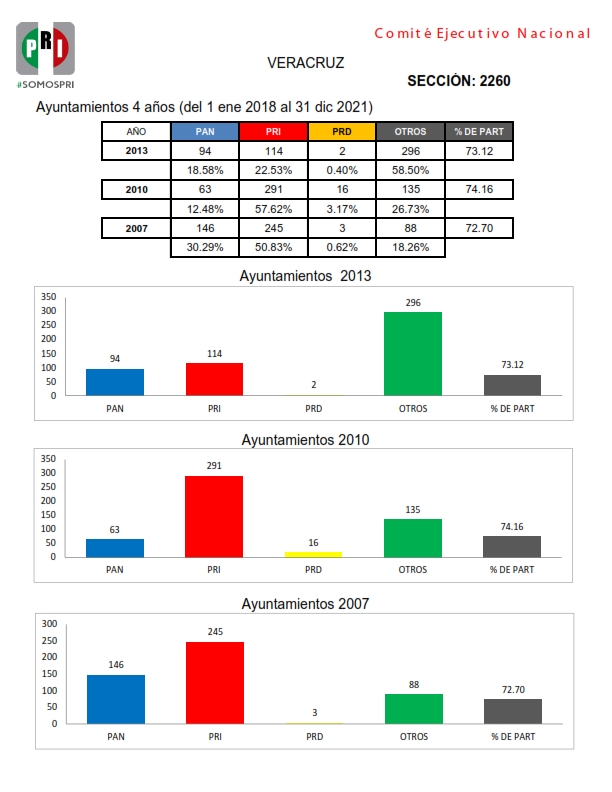 Comité Ejecutivo Nacional
PRI
#SOMOSPRI
VERACRUZ
SECCIÓN: 2260
Ayuntamientos 4 años (del 1 ene 2018 al 31 dic 2021)
AÑO PAN PRI PRD OTROS % DE PART
2013 94 114 2 296 73.12
18.58% 22.53% 0.40% 58.50%
2010 63 291 16 135 74.16
12.48% 57.62% 3.17% 26.73%
2007 146 245 3 88 72.70
30.29% 50.83% 0.62% 18.26%
Ayuntamientos 2013
350
300
250
200
150
100
50
0
94 114 2 296 73.12
PAN PRI PRD OTROS % DE PART
Ayuntamientos 2010
350
300
250
200
150
100
50
0
63 291 16 135 74.16
PAN PRI PRD OTROS % DE PART
Ayuntamientos 2007
300
250
200
150
100
50
0
146 245 3 88 72.70
PAN PRI PRD OTROS % DE PART